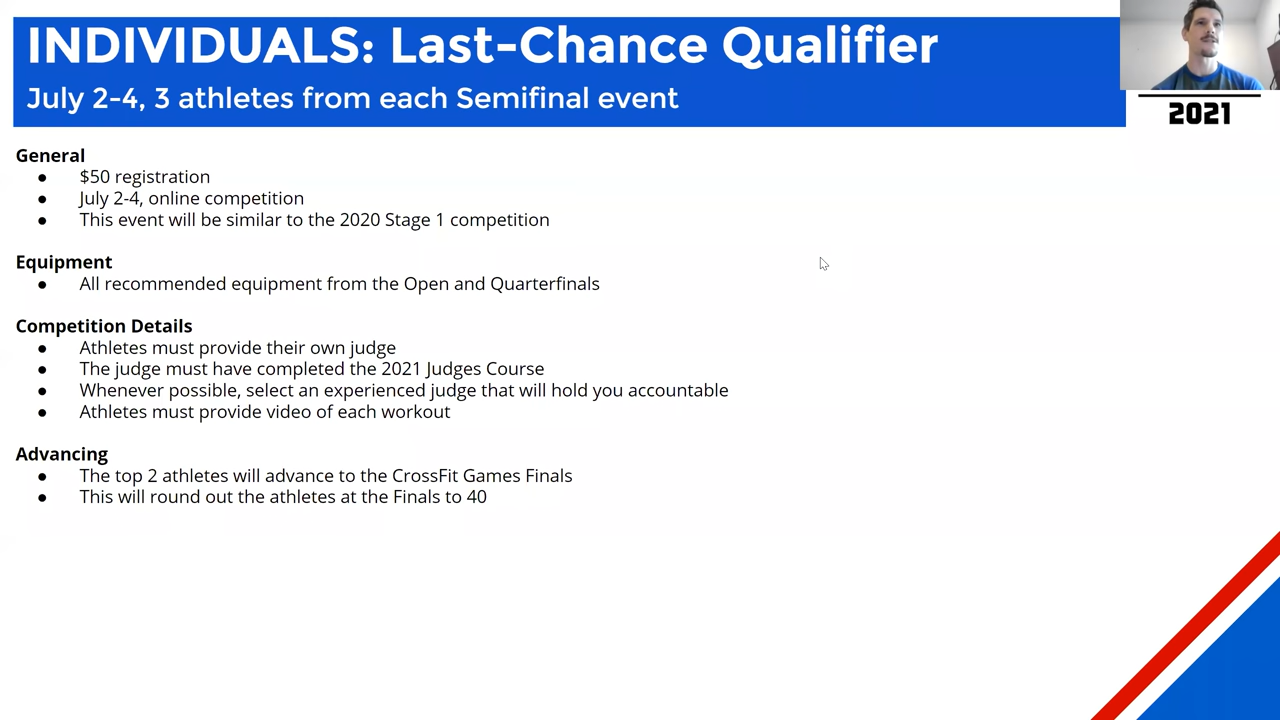 INDIVIDUALS: Last-Chance Qualifier
July 2-4, 3 athletes from each Semifinal event
2021
General
● $50 registration
● July 2-4, online competition
● This event will be similar to the 2020 Stage 1 competition
Equipment
● All recommended equipment from the Open and Quarterfinals
Competition Details
● Athletes must provide their own judge
● The judge must have completed the 2021 Judges Course
● Whenever possible, select an experienced judge that will hold you accountable
● Athletes must provide video of each workout
Advancing
● The top 2 athletes will advance to the CrossFit Games Finals
● This will round out the athletes at the Finals to 40